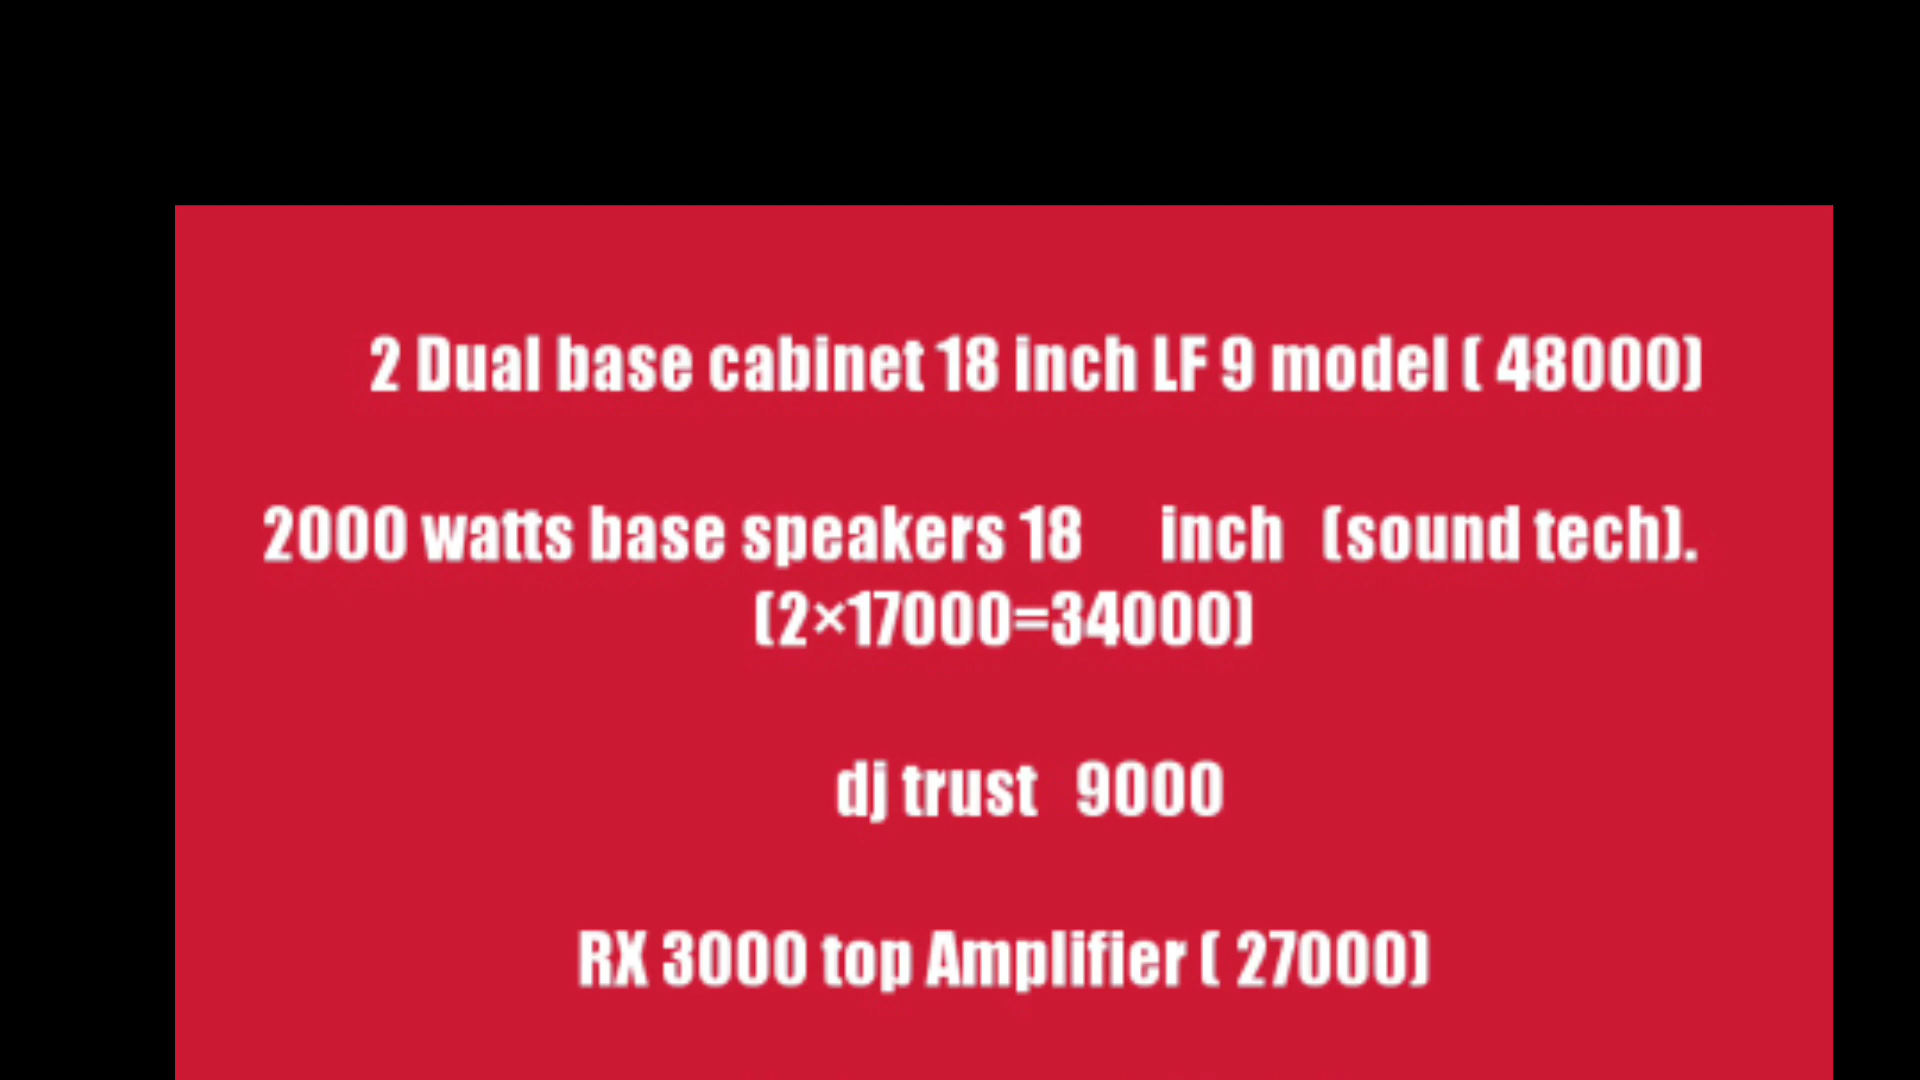 2 Dual base cabinet 18 inch LF 9 model ( 48000)
2000 watts base speakers 18 inch (sound tech).
(2×17000=34000)
dj trust 9000
RX 3000 top Amplifier ( 27000)